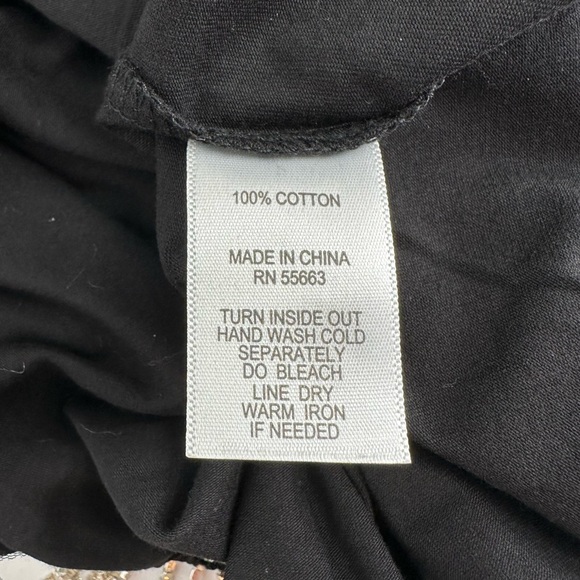 100% COTTON
MADE IN CHINA
RN 55663
TURN INSIDE OUT
HAND WASH COLD
SEPARATELY
DO BLEACH
LINE DRY
WARM IRON
IF NEEDED